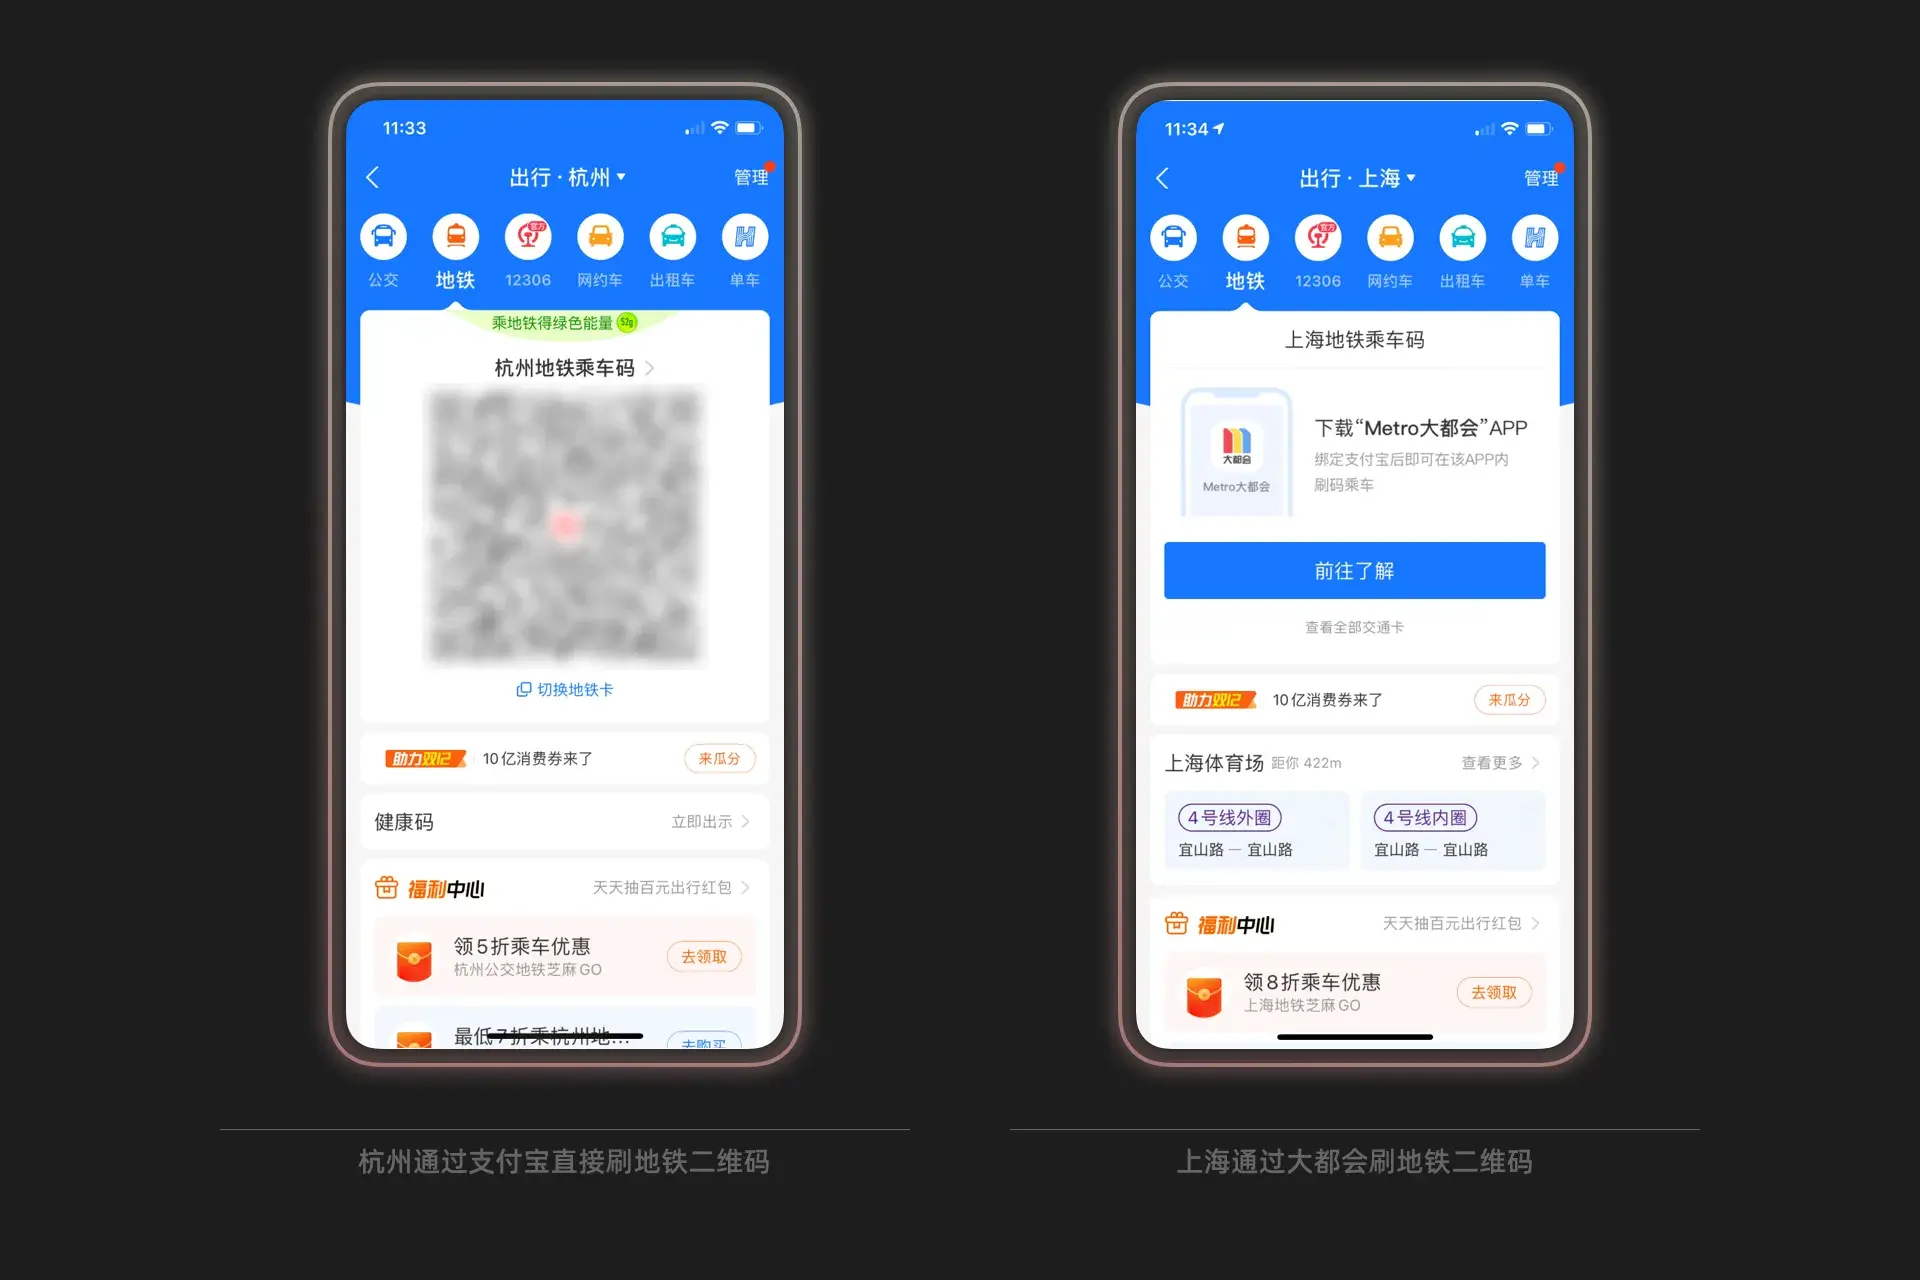 11:33
出行·杭州
管理
官方
公交
地铁
12306
网约车
出租车
单车
乘地铁得绿色能量 52g
杭州地铁乘车码
切换地铁卡
助力双12
10亿消费券来了
来瓜分
健康码
立即出示
福利中心
天天抽百元出行红包
领5折乘车优惠
杭州公交地铁芝麻GO
去领取
最低7折乘杭州地...
去购买
杭州通过支付宝直接刷地铁二维码
11:34
出行·上海
管理
官方
公交
地铁
12306
网约车
出租车
单车
上海地铁乘车码
大都会
Metro大都会
下载“Metro大都会”APP
绑定支付宝后即可在该APP内
刷码乘车
前往了解
查看全部交通卡
助力双12
10亿消费券来了
来瓜分
上海体育场 距你 422m
查看更多
4号线外圈
宜山路 — 宜山路
4号线内圈
宜山路 — 宜山路
福利中心
天天抽百元出行红包
领8折乘车优惠
上海地铁芝麻GO
去领取
上海通过大都会刷地铁二维码